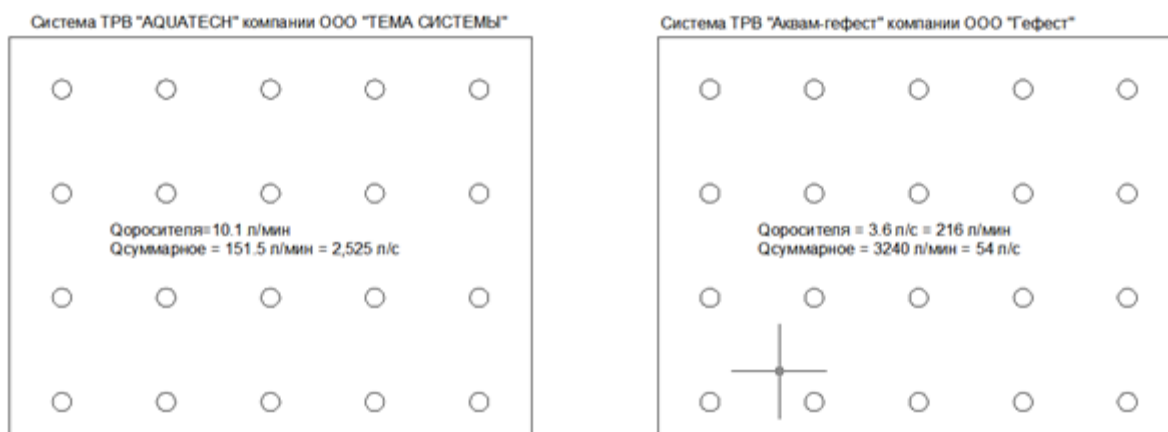 Система ТРВ "AQUATECH" компании ООО "ТЕМА СИСТЕМЫ"
Qоросителя=10.1 л/мин
Qсуммарное = 151.5 л/мин = 2,525 л/с
Система ТРВ "Аквам-гефест" компании ООО "Гефест"
Qоросителя = 3.6 л/с = 216 л/мин
Qсуммарное = 3240 л/мин = 54 л/с